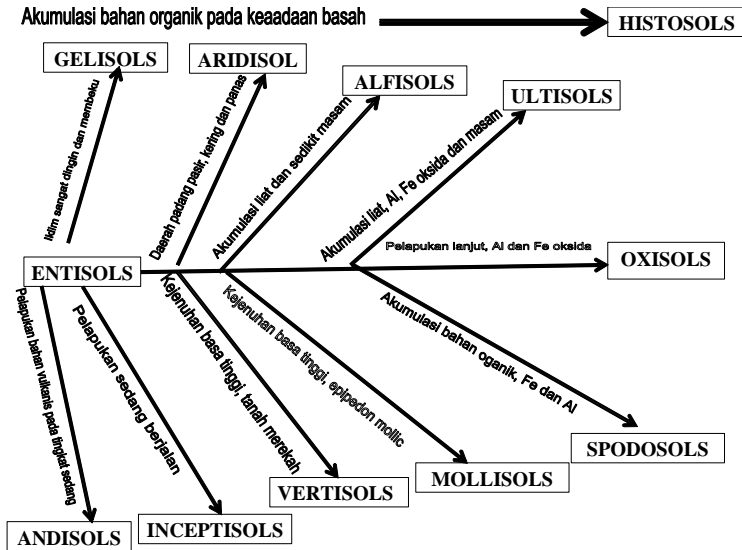 Akumulasi bahan organik pada keaadaan basah
HISTOSOLS
GELISOLS
ARIDISOL
ALFISOLS
ULTISOLS
Iklim sangat dingin dan membeku
Daerah padang pasir, kering dan panas
Akumulasi liat dan sedikit masam
Akumulasi liat, Al, Fe oksida dan masam
Pelapukan lanjut, Al dan Fe oksida
ENTISOLS
OXISOLS
Pelapukan bahan vulkanis pada tingkat sedang
Pelapukan sedang berjalan
Kejenuhan basa tinggi, tanah merekah
Kejenuhan basa tinggi, epipedon mollic
Akumulasi bahan oganik, Fe dan Al
SPODOSOLS
MOLLISOLS
VERTISOLS
INCEPTISOLS
ANDISOLS